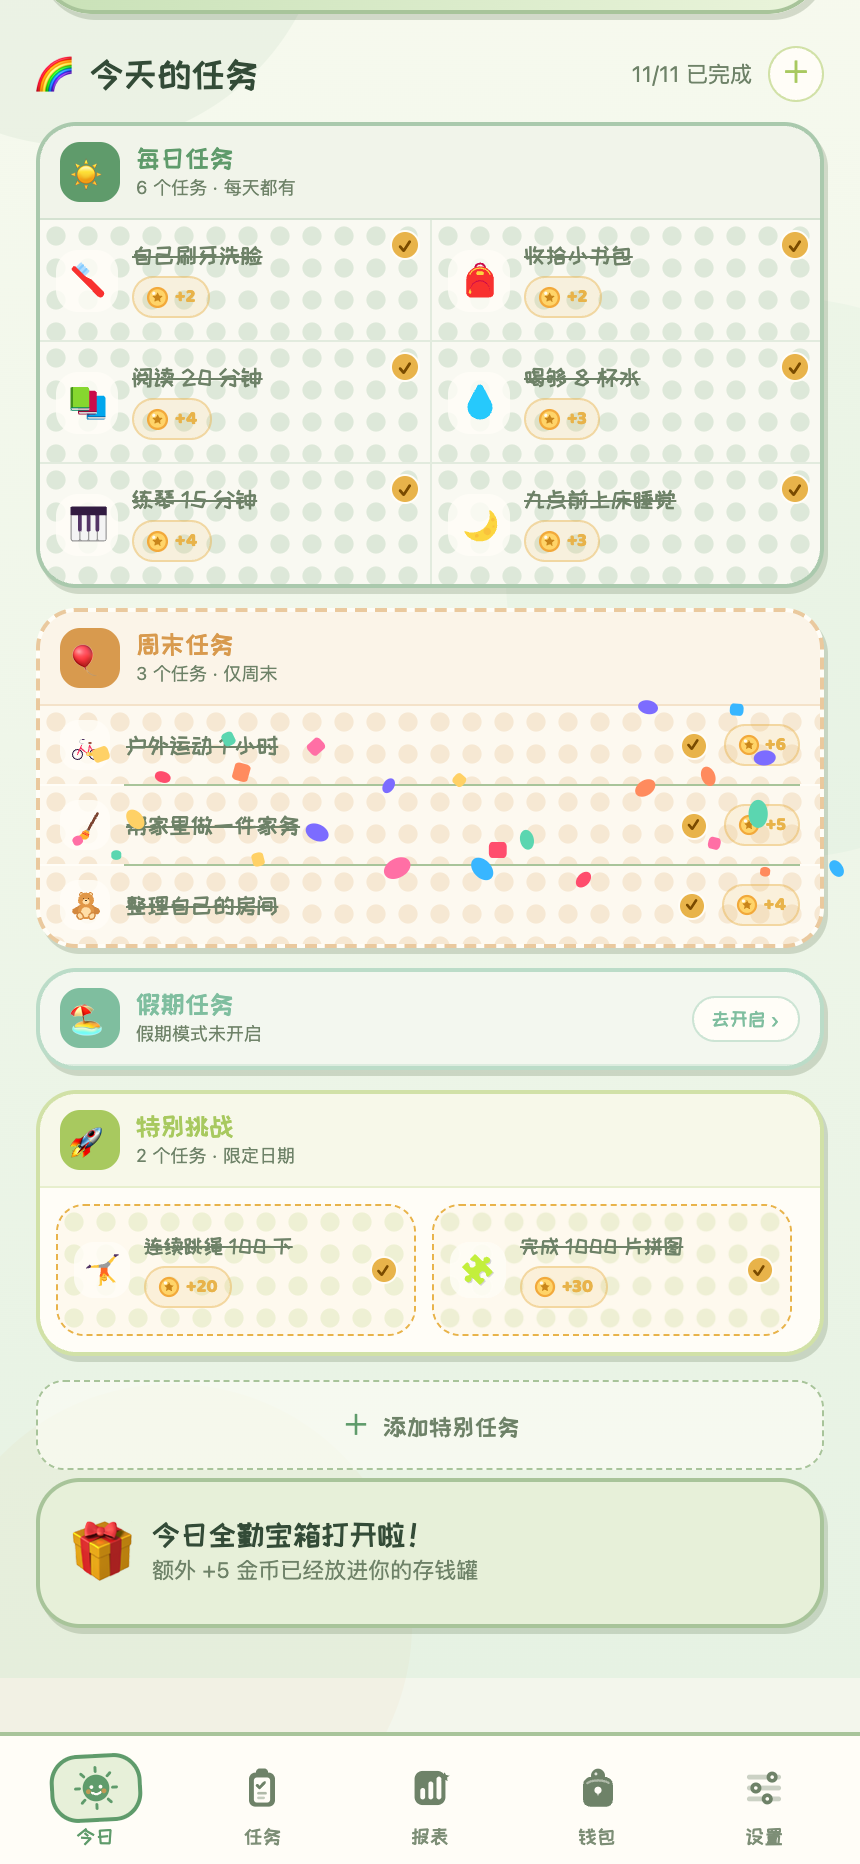 今天的任务
11/11 已完成
每日任务
6 个任务 · 每天都有
自己刷牙洗脸
+2
收拾小书包
+2
阅读 20 分钟
+4
喝够 8 杯水
+3
练琴 15 分钟
+4
九点前上床睡觉
+3
周末任务
3 个任务 · 仅周末
户外运动 1 小时
+6
帮家里做一件家务
+5
整理自己的房间
+4
假期任务
假期模式未开启
去开启 ›
特别挑战
2 个任务 · 限定日期
连续跳绳 100 下
+20
完成 1000 片拼图
+30
+ 添加特别任务
今日全勤宝箱打开啦！
额外 +5 金币已经放进你的存钱罐
今日
任务
报表
钱包
设置